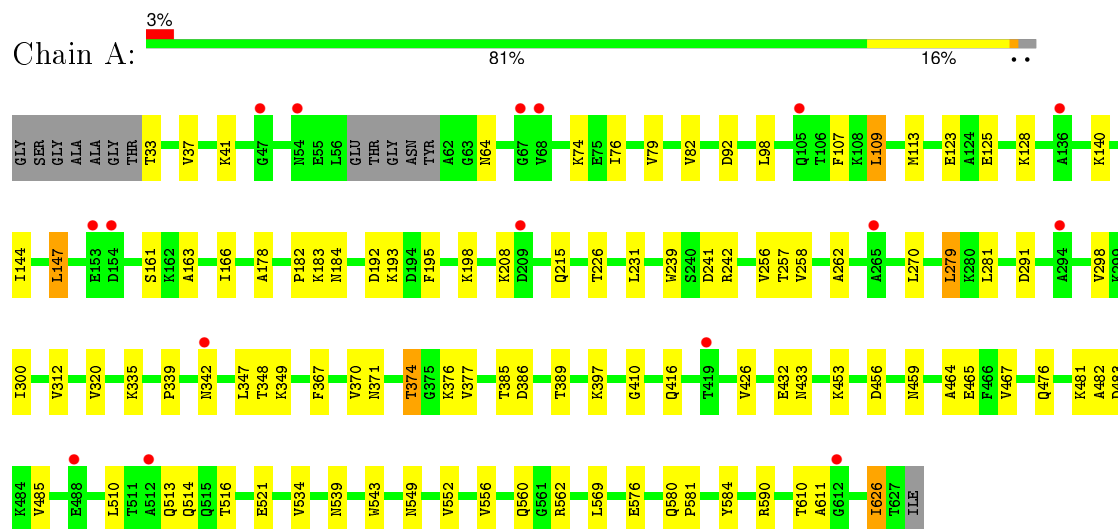 3%
Chain A:
81% 16% ..
GLY SER GLY ALA ALA GLY THR T33 V37 K41 G47 N54 E55 L56 GLU THR GLY ASN TYR A62 G63 N64 G67 V68 K74 E75 I76 V79 V82 D92 L98 Q105 T106 F107 K108 L109 M113 E123 A124 E125 K128 A136 K140
I144 L147 E153 D154 S161 K162 A163 I166 A178 P182 K183 N184 D192 K193 D194 F195 K198 K208 D209 Q215 T226 L231 W239 S240 D241 R242 V256 T257 V258 A262 A265 L270 L279 K280 L281 D291 A294 V298 K299
I300 V312 V320 K335 P339 N342 L347 T348 K349 F367 V370 N371 T374 G375 K376 V377 T385 D386 T389 K397 G410 Q416 T419 V426 E432 N433 K453 D456 N459 A464 E465 F466 V467 Q476 K481 A482 D483
K484 V485 E488 L510 T511 A512 Q513 Q514 Q515 T516 E521 V534 N539 W543 N549 V552 V556 Q560 G561 R562 L569 E576 Q580 P581 Y584 R590 T610 A611 G612 I626 T627 ILE